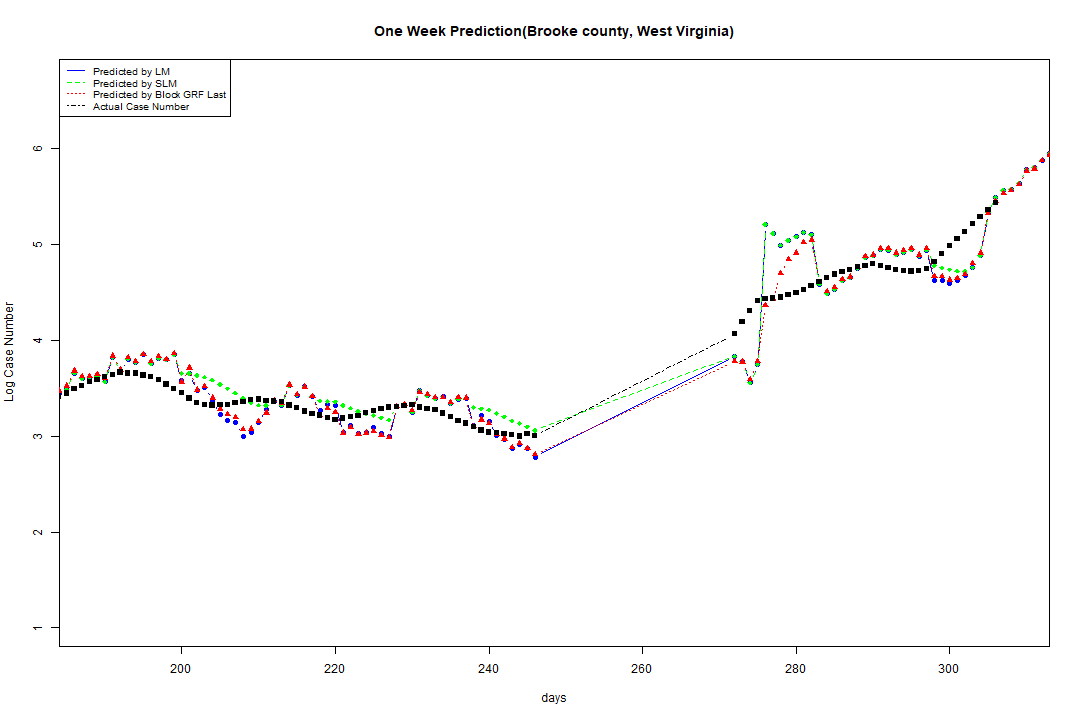 One Week Prediction(Brooke county, West Virginia)
Predicted by LM
Predicted by SLM
Predicted by Block GRF Last
Actual Case Number
Log Case Number
6
5
4
3
2
1
200
220
240
260
280
300
days